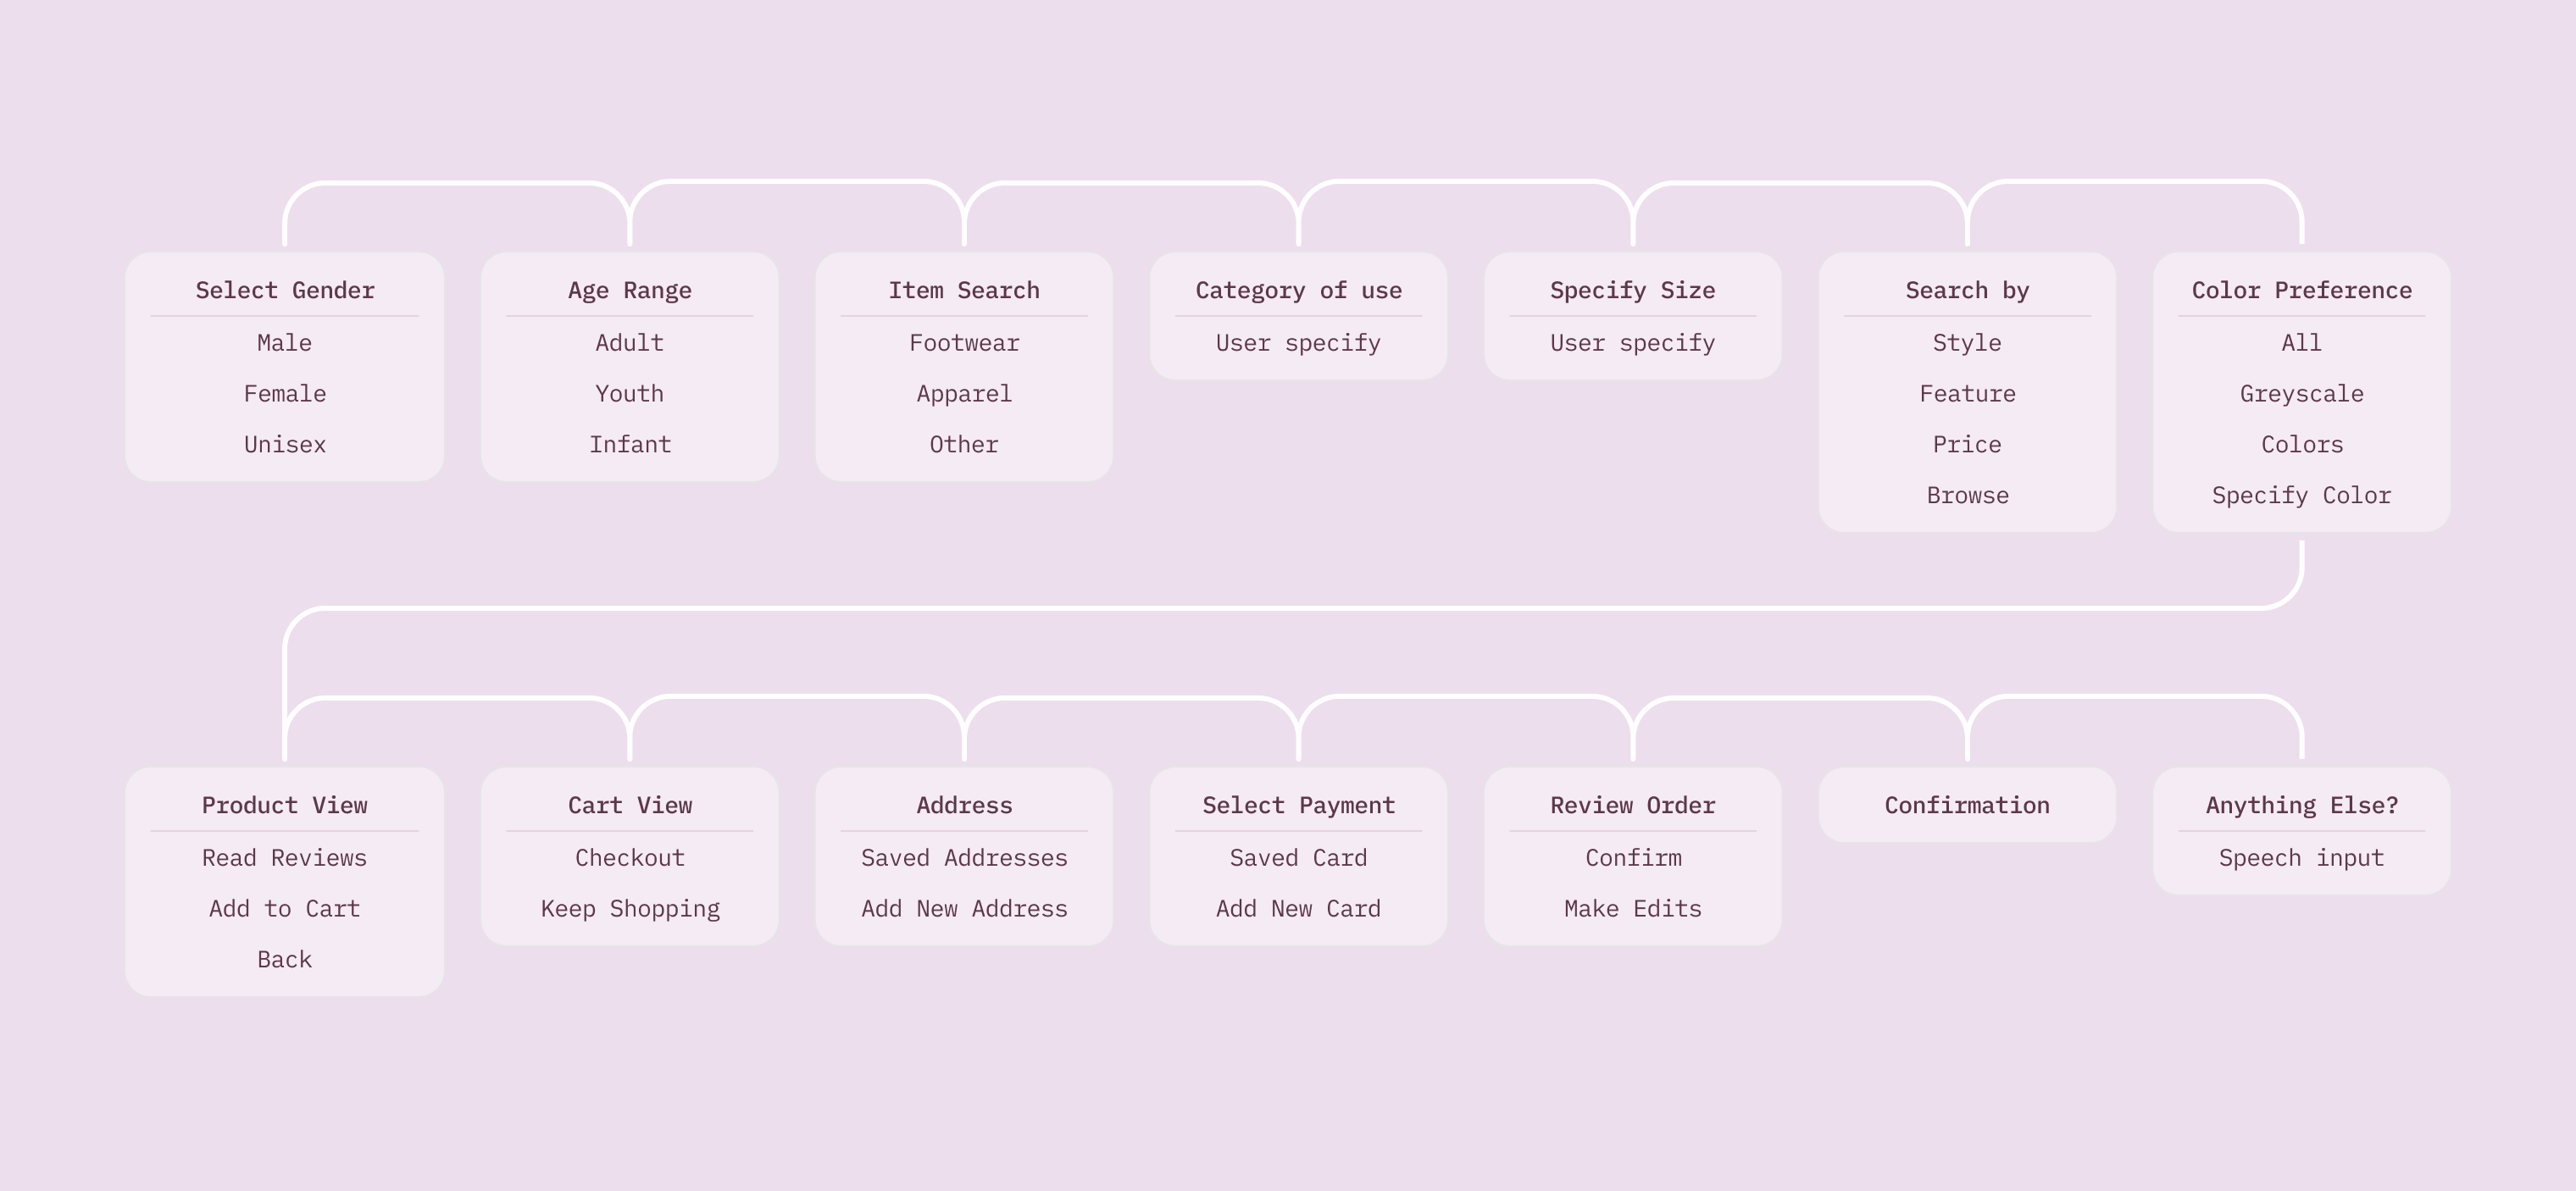 Select Gender
Male
Female
Unisex
Age Range
Adult
Youth
Infant
Item Search
Footwear
Apparel
Other
Category of use
User specify
Specify Size
User specify
Search by
Style
Feature
Price
Browse
Color Preference
All
Greyscale
Colors
Specify Color
Product View
Read Reviews
Add to Cart
Back
Cart View
Checkout
Keep Shopping
Address
Saved Addresses
Add New Address
Select Payment
Saved Card
Add New Card
Review Order
Confirm
Make Edits
Confirmation
Anything Else?
Speech input